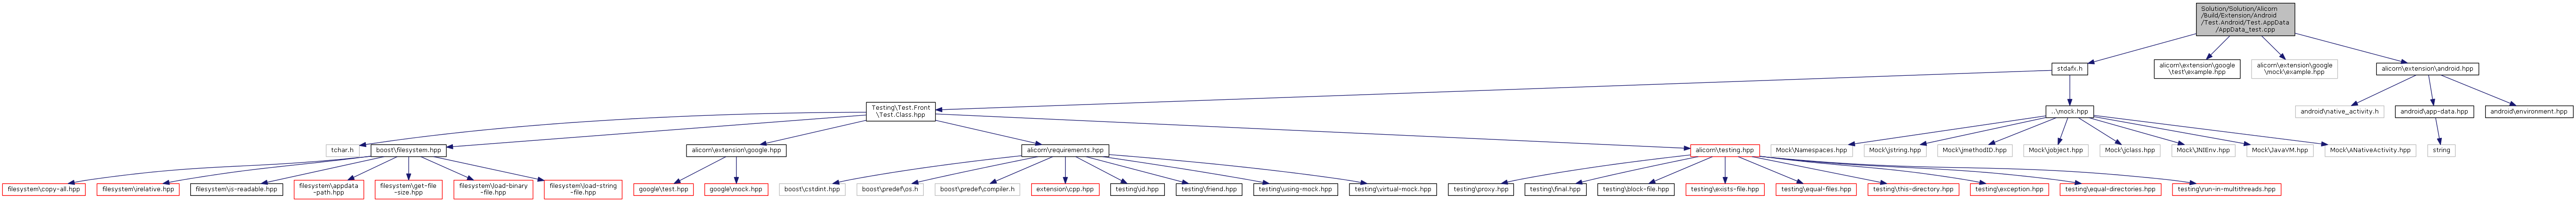 Solution/Solution/Alicorn
/Build/Extension/Android
/Test.Android/Test.AppData
/AppData_test.cpp
stdafx.h
alicorn\extension\google
\test\example.hpp
alicorn\extension\google
\mock\example.hpp
alicorn\extension\android.hpp
Testing\Test.Front
\Test.Class.hpp
..\mock.hpp
android\native_activity.h
android\app-data.hpp
android\environment.hpp
tchar.h
boost\filesystem.hpp
alicorn\extension\google.hpp
alicorn\requirements.hpp
alicorn\testing.hpp
Mock\Namespaces.hpp
Mock\jstring.hpp
Mock\jmethodID.hpp
Mock\jobject.hpp
Mock\jclass.hpp
Mock\JNIEnv.hpp
Mock\JavaVM.hpp
Mock\ANativeActivity.hpp
string
filesystem\copy-all.hpp
filesystem\relative.hpp
filesystem\is-readable.hpp
filesystem\appdata
-path.hpp
filesystem\get-file
-size.hpp
filesystem\load-binary
-file.hpp
filesystem\load-string
-file.hpp
google\test.hpp
google\mock.hpp
boost\cstdint.hpp
boost\predef\os.h
boost\predef\compiler.h
extension\cpp.hpp
testing\d.hpp
testing\friend.hpp
testing\using-mock.hpp
testing\virtual-mock.hpp
testing\proxy.hpp
testing\final.hpp
testing\block-file.hpp
testing\exists-file.hpp
testing\equal-files.hpp
testing\this-directory.hpp
testing\exception.hpp
testing\equal-directories.hpp
testing\run-in-multithreads.hpp